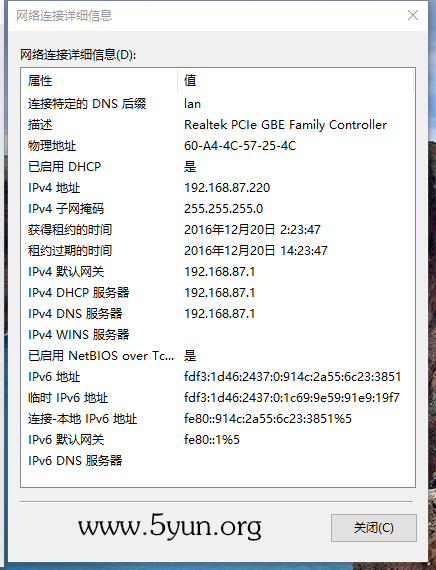 网络连接详细信息
网络连接详细信息(D):
属性 值
连接特定的 DNS 后缀 lan
描述 Realtek PCIe GBE Family Controller
物理地址 60-A4-4C-57-25-4C
已启用 DHCP 是
IPv4 地址 192.168.87.220
IPv4 子网掩码 255.255.255.0
获得租约的时间 2016年12月20日 2:23:47
租约过期的时间 2016年12月20日 14:23:47
IPv4 默认网关 192.168.87.1
IPv4 DHCP 服务器 192.168.87.1
IPv4 DNS 服务器 192.168.87.1
IPv4 WINS 服务器
已启用 NetBIOS over Tc... 是
IPv6 地址 fdf3:1d46:2437:0:914c:2a55:6c23:3851
临时 IPv6 地址 fdf3:1d46:2437:0:1c69:9e59:91e9:19f7
连接-本地 IPv6 地址 fe80::914c:2a55:6c23:3851%5
IPv6 默认网关 fe80::1%5
IPv6 DNS 服务器
www.5yun.org
关闭(C)